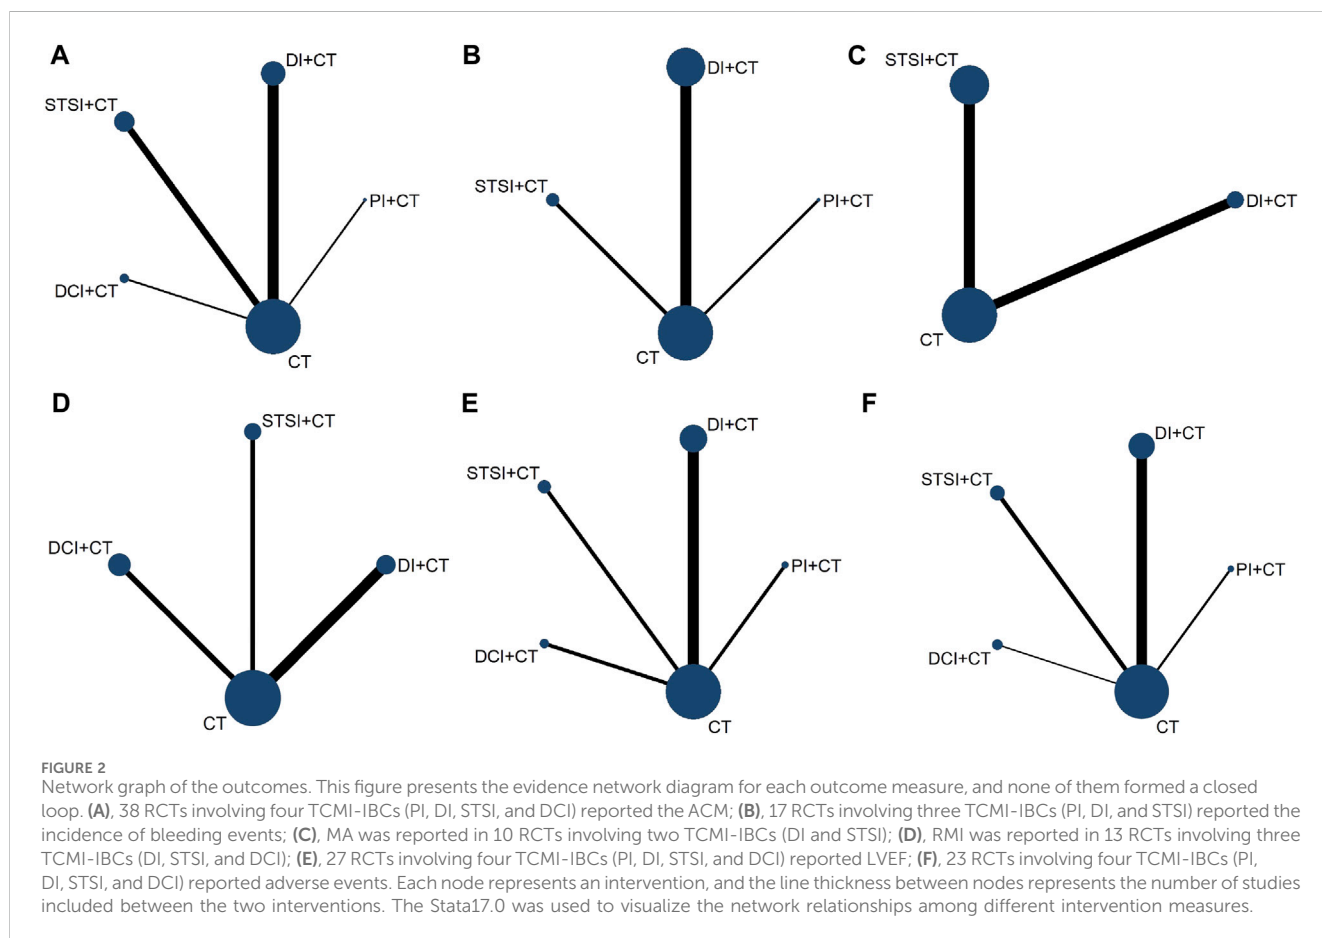 A
DI+CT
STSI+CT
PI+CT
DCI+CT
CT
B
DI+CT
STSI+CT
PI+CT
CT
C
STSI+CT
DI+CT
CT
D
STSI+CT
DCI+CT
DI+CT
CT
E
DI+CT
STSI+CT
PI+CT
DCI+CT
CT
F
DI+CT
STSI+CT
PI+CT
DCI+CT
CT
FIGURE 2
Network graph of the outcomes. This figure presents the evidence network diagram for each outcome measure, and none of them formed a closed
loop. (A), 38 RCTs involving four TCMI-IBCs (PI, DI, STSI, and DCI) reported the ACM; (B), 17 RCTs involving three TCMI-IBCs (PI, DI, and STSI) reported the
incidence of bleeding events; (C), MA was reported in 10 RCTs involving two TCMI-IBCs (DI and STSI); (D), RMI was reported in 13 RCTs involving three
TCMI-IBCs (DI, STSI, and DCI); (E), 27 RCTs involving four TCMI-IBCs (PI, DI, STSI, and DCI) reported LVEF; (F), 23 RCTs involving four TCMI-IBCs (PI,
DI, STSI, and DCI) reported adverse events. Each node represents an intervention, and the line thickness between nodes represents the number of studies
included between the two interventions. The Stata17.0 was used to visualize the network relationships among different intervention measures.